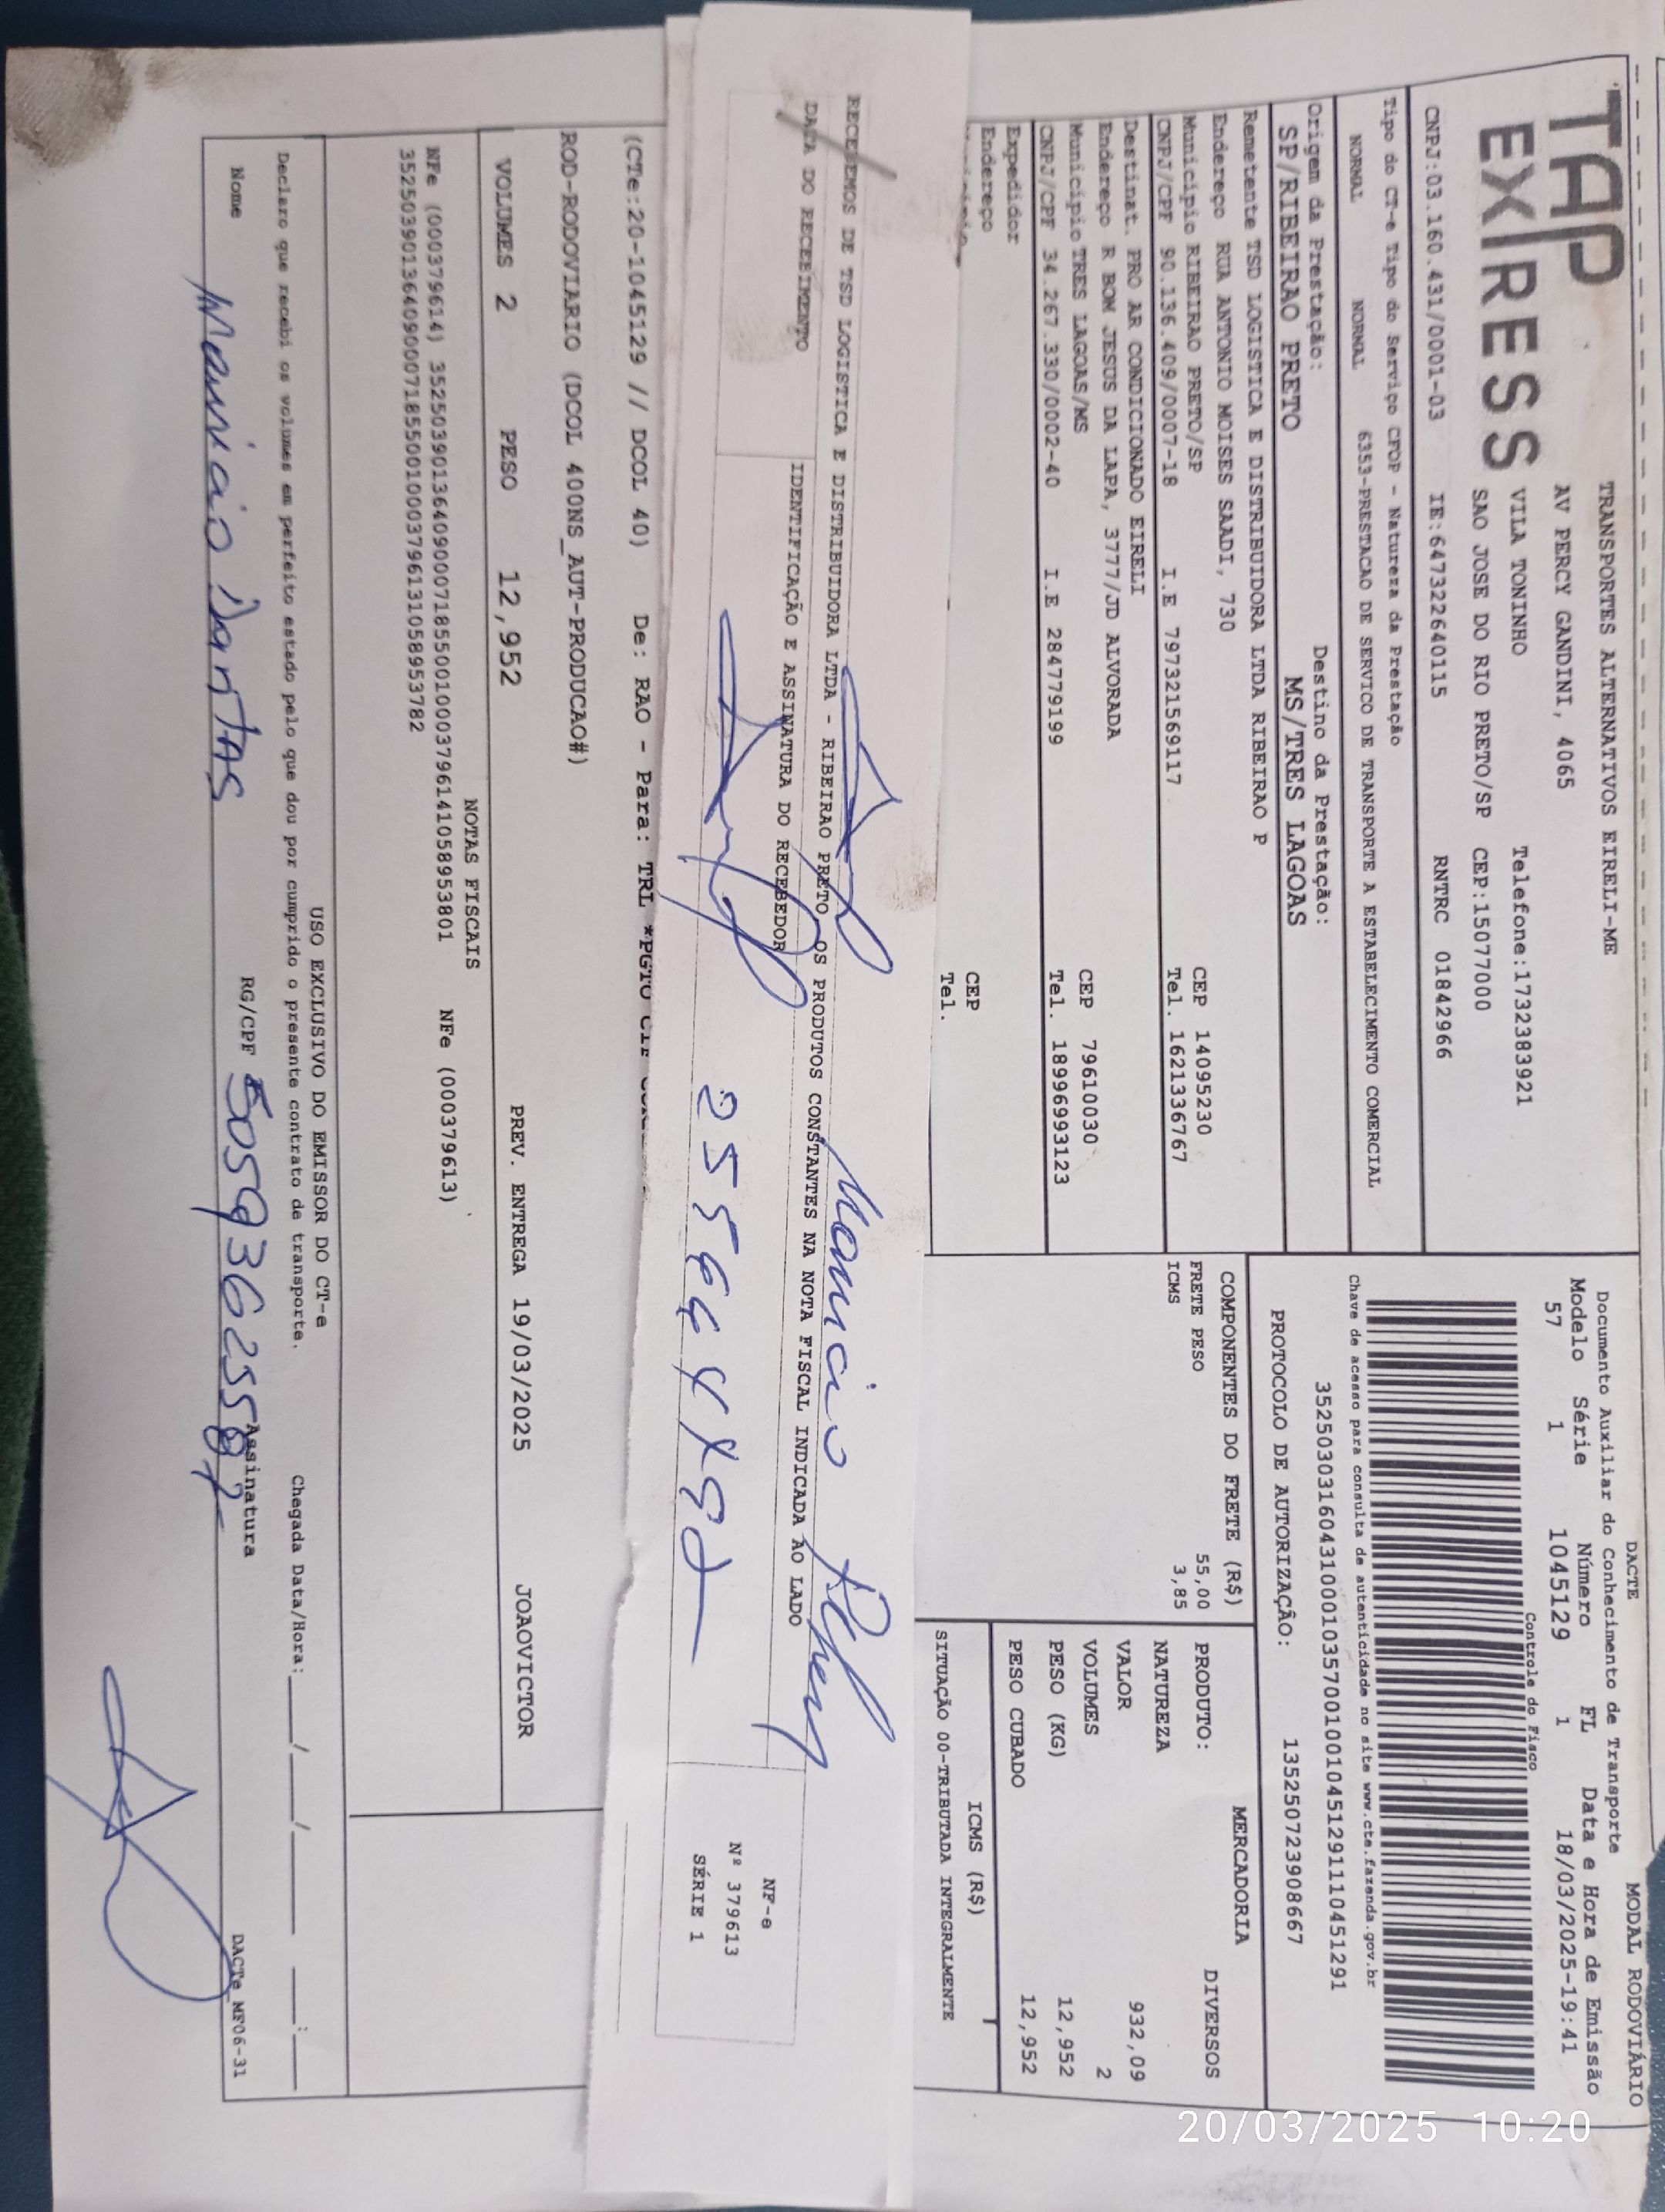 TAP
EXPRESS
TRANSPORTES ALTERNATIVOS EIRELI-ME
AV PERCY GANDINI, 4065
VILA TONINHO Telefone:1732383921
SAO JOSE DO RIO PRETO/SP CEP:15077000
CNPJ:03.160.431/0001-03 IE:647322640115 RNTRC 01842966
Tipo do CT-e Tipo do Serviço CFOP - Natureza da Prestação
NORMAL NORMAL 6353-PRESTACAO DE SERVICO DE TRANSPORTE A ESTABELECIMENTO COMERCIAL
Origem da Prestação: Destino da Prestação:
SP/RIBEIRAO PRETO MS/TRES LAGOAS
Remetente TSD LOGISTICA E DISTRIBUIDORA LTDA RIBEIRAO P
Endereço RUA ANTONIO MOISES SAADI, 730
Municipio RIBEIRAO PRETO/SP CEP 14095230
CNPJ/CPF 90.136.409/0007-18 I.E 797321569117 Tel. 1621336767
Destinat. PRO AR CONDICIONADO EIRELI
Endereço R BOM JESUS DA LAPA, 3777/JD ALVORADA
Municipio TRES LAGOAS/MS CEP 79610030
CNPJ/CPF 34.267.330/0002-40 I.E 284779199 Tel. 18996993123
Expedidor
Endereço CEP
Tel.
DACTE MODAL RODOVIÁRIO
Documento Auxiliar do Conhecimento de Transporte
Modelo Série Número FL Data e Hora de Emissão
57 1 1045129 1 18/03/2025-19:41
Controle do Fisco
Chave de acesso para consulta de autenticidade no site www.cte.fazenda.gov.br
35250303160431000103570010010451291110451291
PROTOCOLO DE AUTORIZAÇÃO: 135250723908667
COMPONENTES DO FRETE (R$)
FRETE PESO 55,00
ICMS 3,85
MERCADORIA
PRODUTO: DIVERSOS
NATUREZA
VALOR 932,09
VOLUMES 2
PESO (KG) 12,952
PESO CUBADO 12,952
ICMS (R$)
SITUAÇÃO 00-TRIBUTADA INTEGRALMENTE
RECEBEMOS DE TSD LOGISTICA E DISTRIBUIDORA LTDA - RIBEIRAO PRETO OS PRODUTOS CONSTANTES NA NOTA FISCAL INDICADA AO LADO
DATA DO RECEBIMENTO IDENTIFICAÇÃO E ASSINATURA DO RECEBEDOR
NF-e
Nº 379613
SÉRIE 1
(CTe:20-1045129 // DCOL 40) De: RAO - Para: TRL *PGTO CIF
ROD-RODOVIARIO (DCOL 400NS_AUT-PRODUCAO#)
VOLUMES 2 PESO 12,952 PREV. ENTREGA 19/03/2025 JOAOVICTOR
NOTAS FISCAIS
NFe (000379614) 35250390136409000718550010003796141058953801 NFe (000379613)
35250390136409000718550010003796131058953782
USO EXCLUSIVO DO EMISSOR DO CT-e
Declaro que recebi os volumes em perfeito estado pelo que dou por cumprido o presente contrato de transporte. Chegada Data/Hora:___/___/___ __:__
Nome Mauricio Dantas RG/CPF 50593625587 Assinatura
DACTe_MF06-31
20/03/2025 10:20